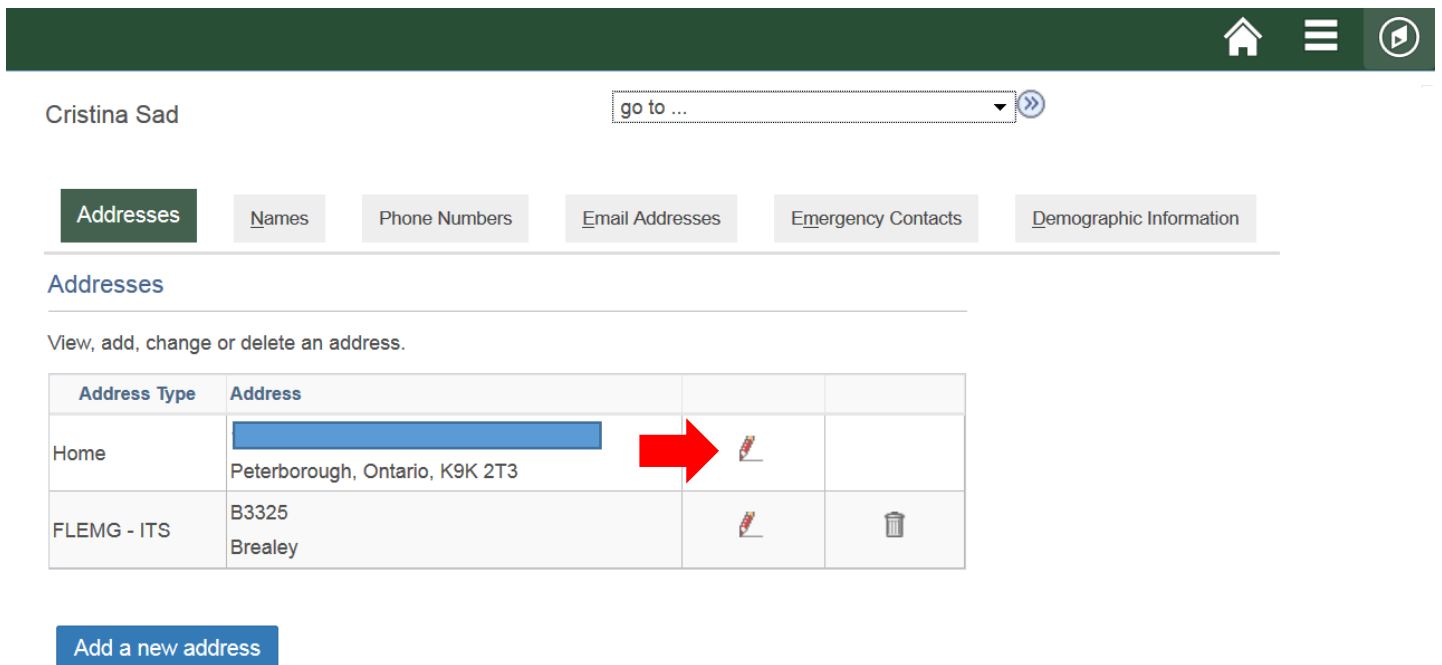 Cristina Sad
go to ...
Addresses
Names
Phone Numbers
Email Addresses
Emergency Contacts
Demographic Information
Addresses
View, add, change or delete an address.
Address Type Address
Home
Peterborough, Ontario, K9K 2T3
FLEMG - ITS
B3325
Brealey
Add a new address